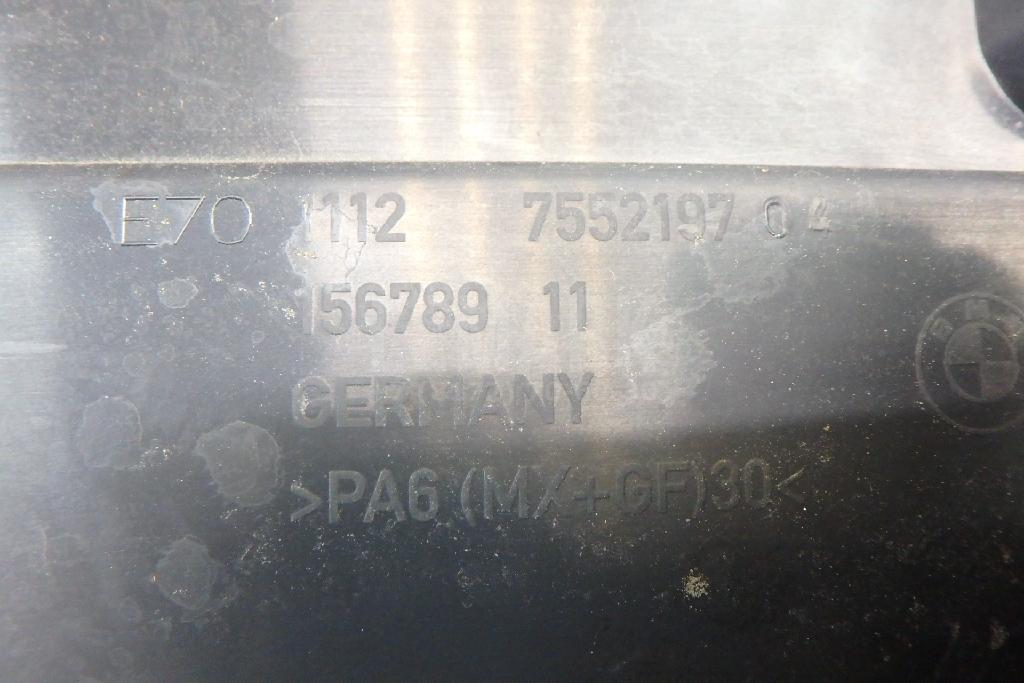 E70 1112 7552197 04
156789 11
GERMANY
>PA6 (MX+GF)30<